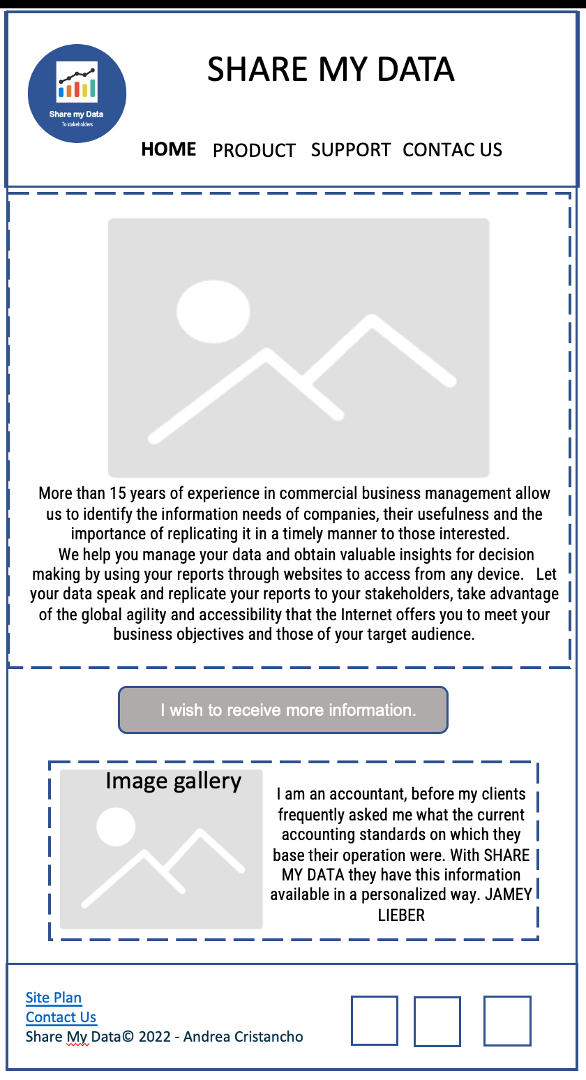 SHARE MY DATA
Share my Data
To stakeholders
HOME PRODUCT SUPPORT CONTAC US
More than 15 years of experience in commercial business management allow
us to identify the information needs of companies, their usefulness and the
importance of replicating it in a timely manner to those interested.
We help you manage your data and obtain valuable insights for decision
making by using your reports through websites to access from any device. Let
your data speak and replicate your reports to your stakeholders, take advantage
of the global agility and accessibility that the Internet offers you to meet your
business objectives and those of your target audience.
I wish to receive more information.
Image gallery
I am an accountant, before my clients
frequently asked me what the current
accounting standards on which they
base their operation were. With SHARE
MY DATA they have this information
available in a personalized way. JAMEY
LIEBER
Site Plan
Contact Us
Share My Data© 2022 - Andrea Cristancho